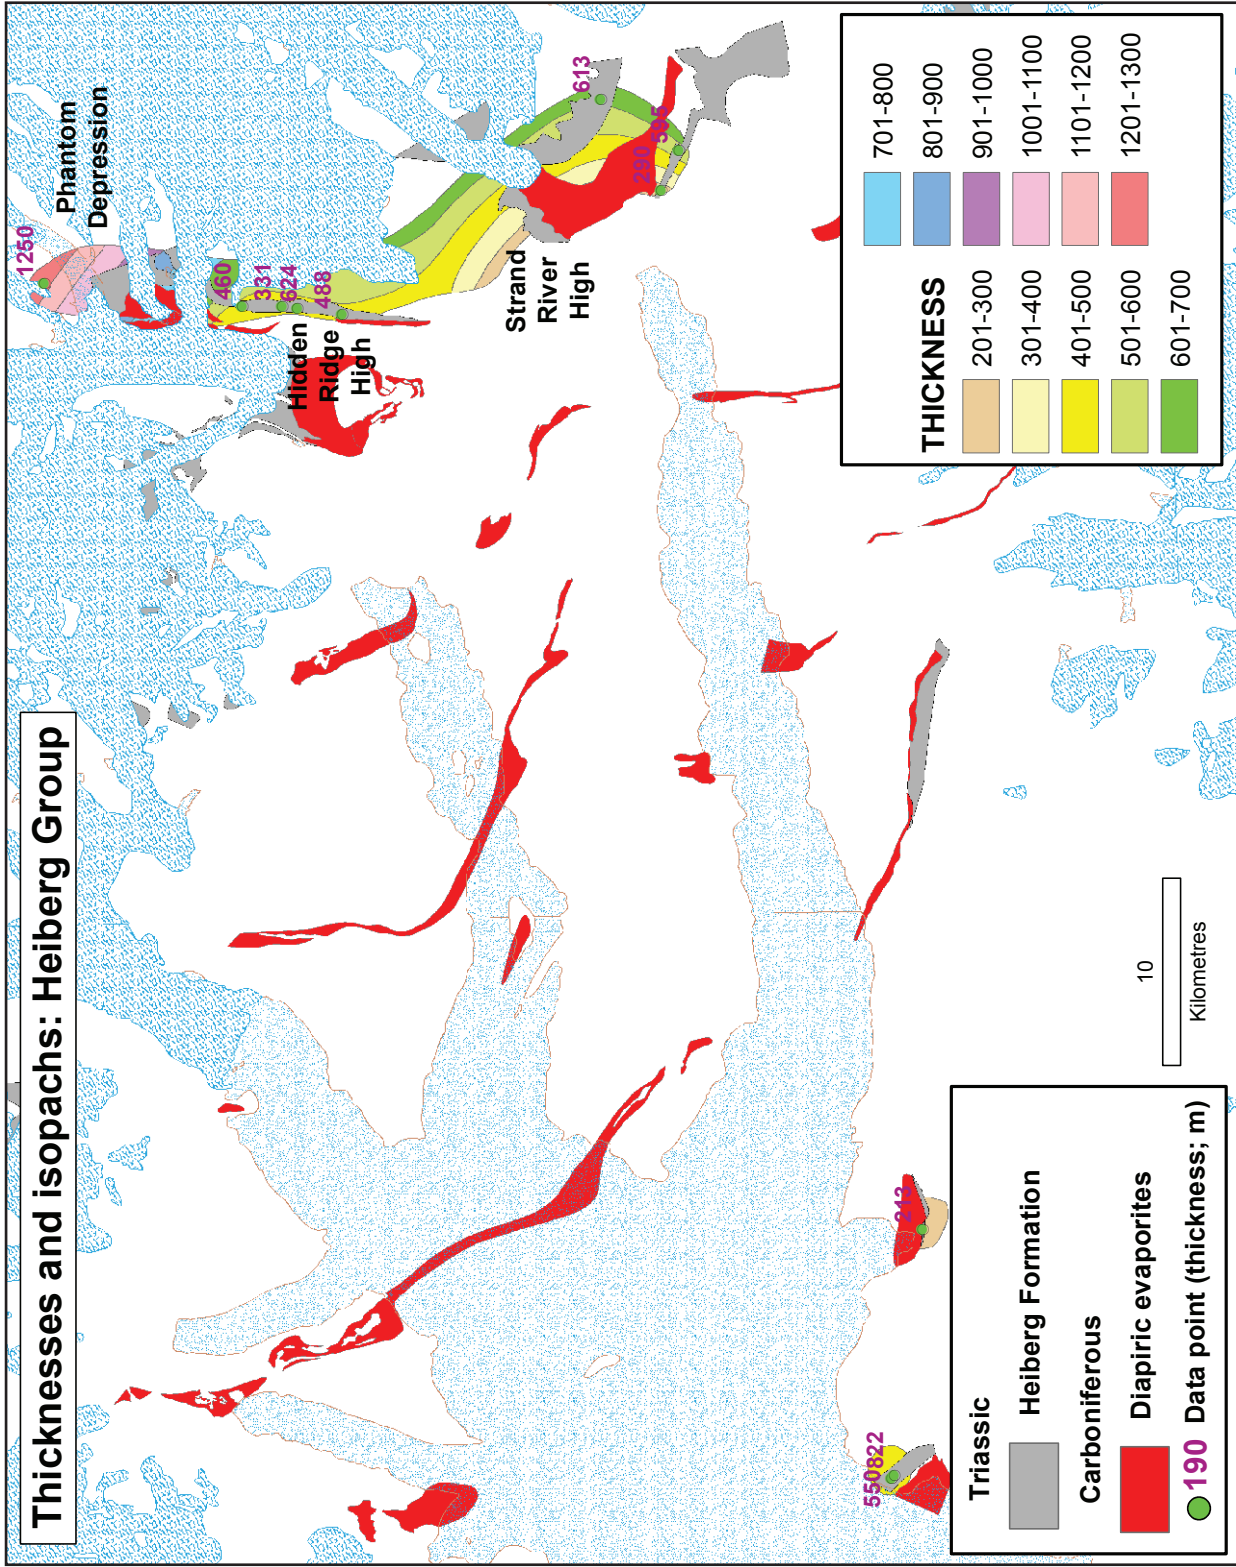 Thicknesses and isopachs: Heiberg Group
Phantom
Depression
1250
460
331
624
488
Hidden
Ridge
High
Strand
River
High
613
290
595
THICKNESS
201-300
301-400
401-500
501-600
601-700
701-800
801-900
901-1000
1001-1100
1101-1200
1201-1300
10
Kilometres
213
550822
Triassic
Heiberg Formation
Carboniferous
Diapiric evaporites
190 Data point (thickness; m)